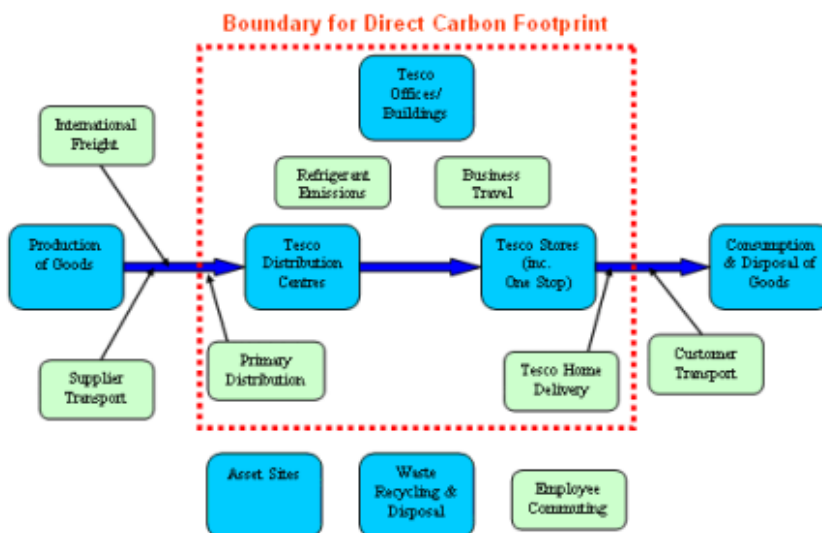 Boundary for Direct Carbon Footprint
Tesco
Offices/
Buildings
International
Freight
Refrigerant
Emissions
Business
Travel
Production
of Goods
Tesco
Distribution
Centres
Tesco Stores
(inc.
One Stop)
Consumption
& Disposal of
Goods
Supplier
Transport
Primary
Distribution
Tesco Home
Delivery
Customer
Transport
Asset Sites
Waste
Recycling &
Disposal
Employee
Commuting